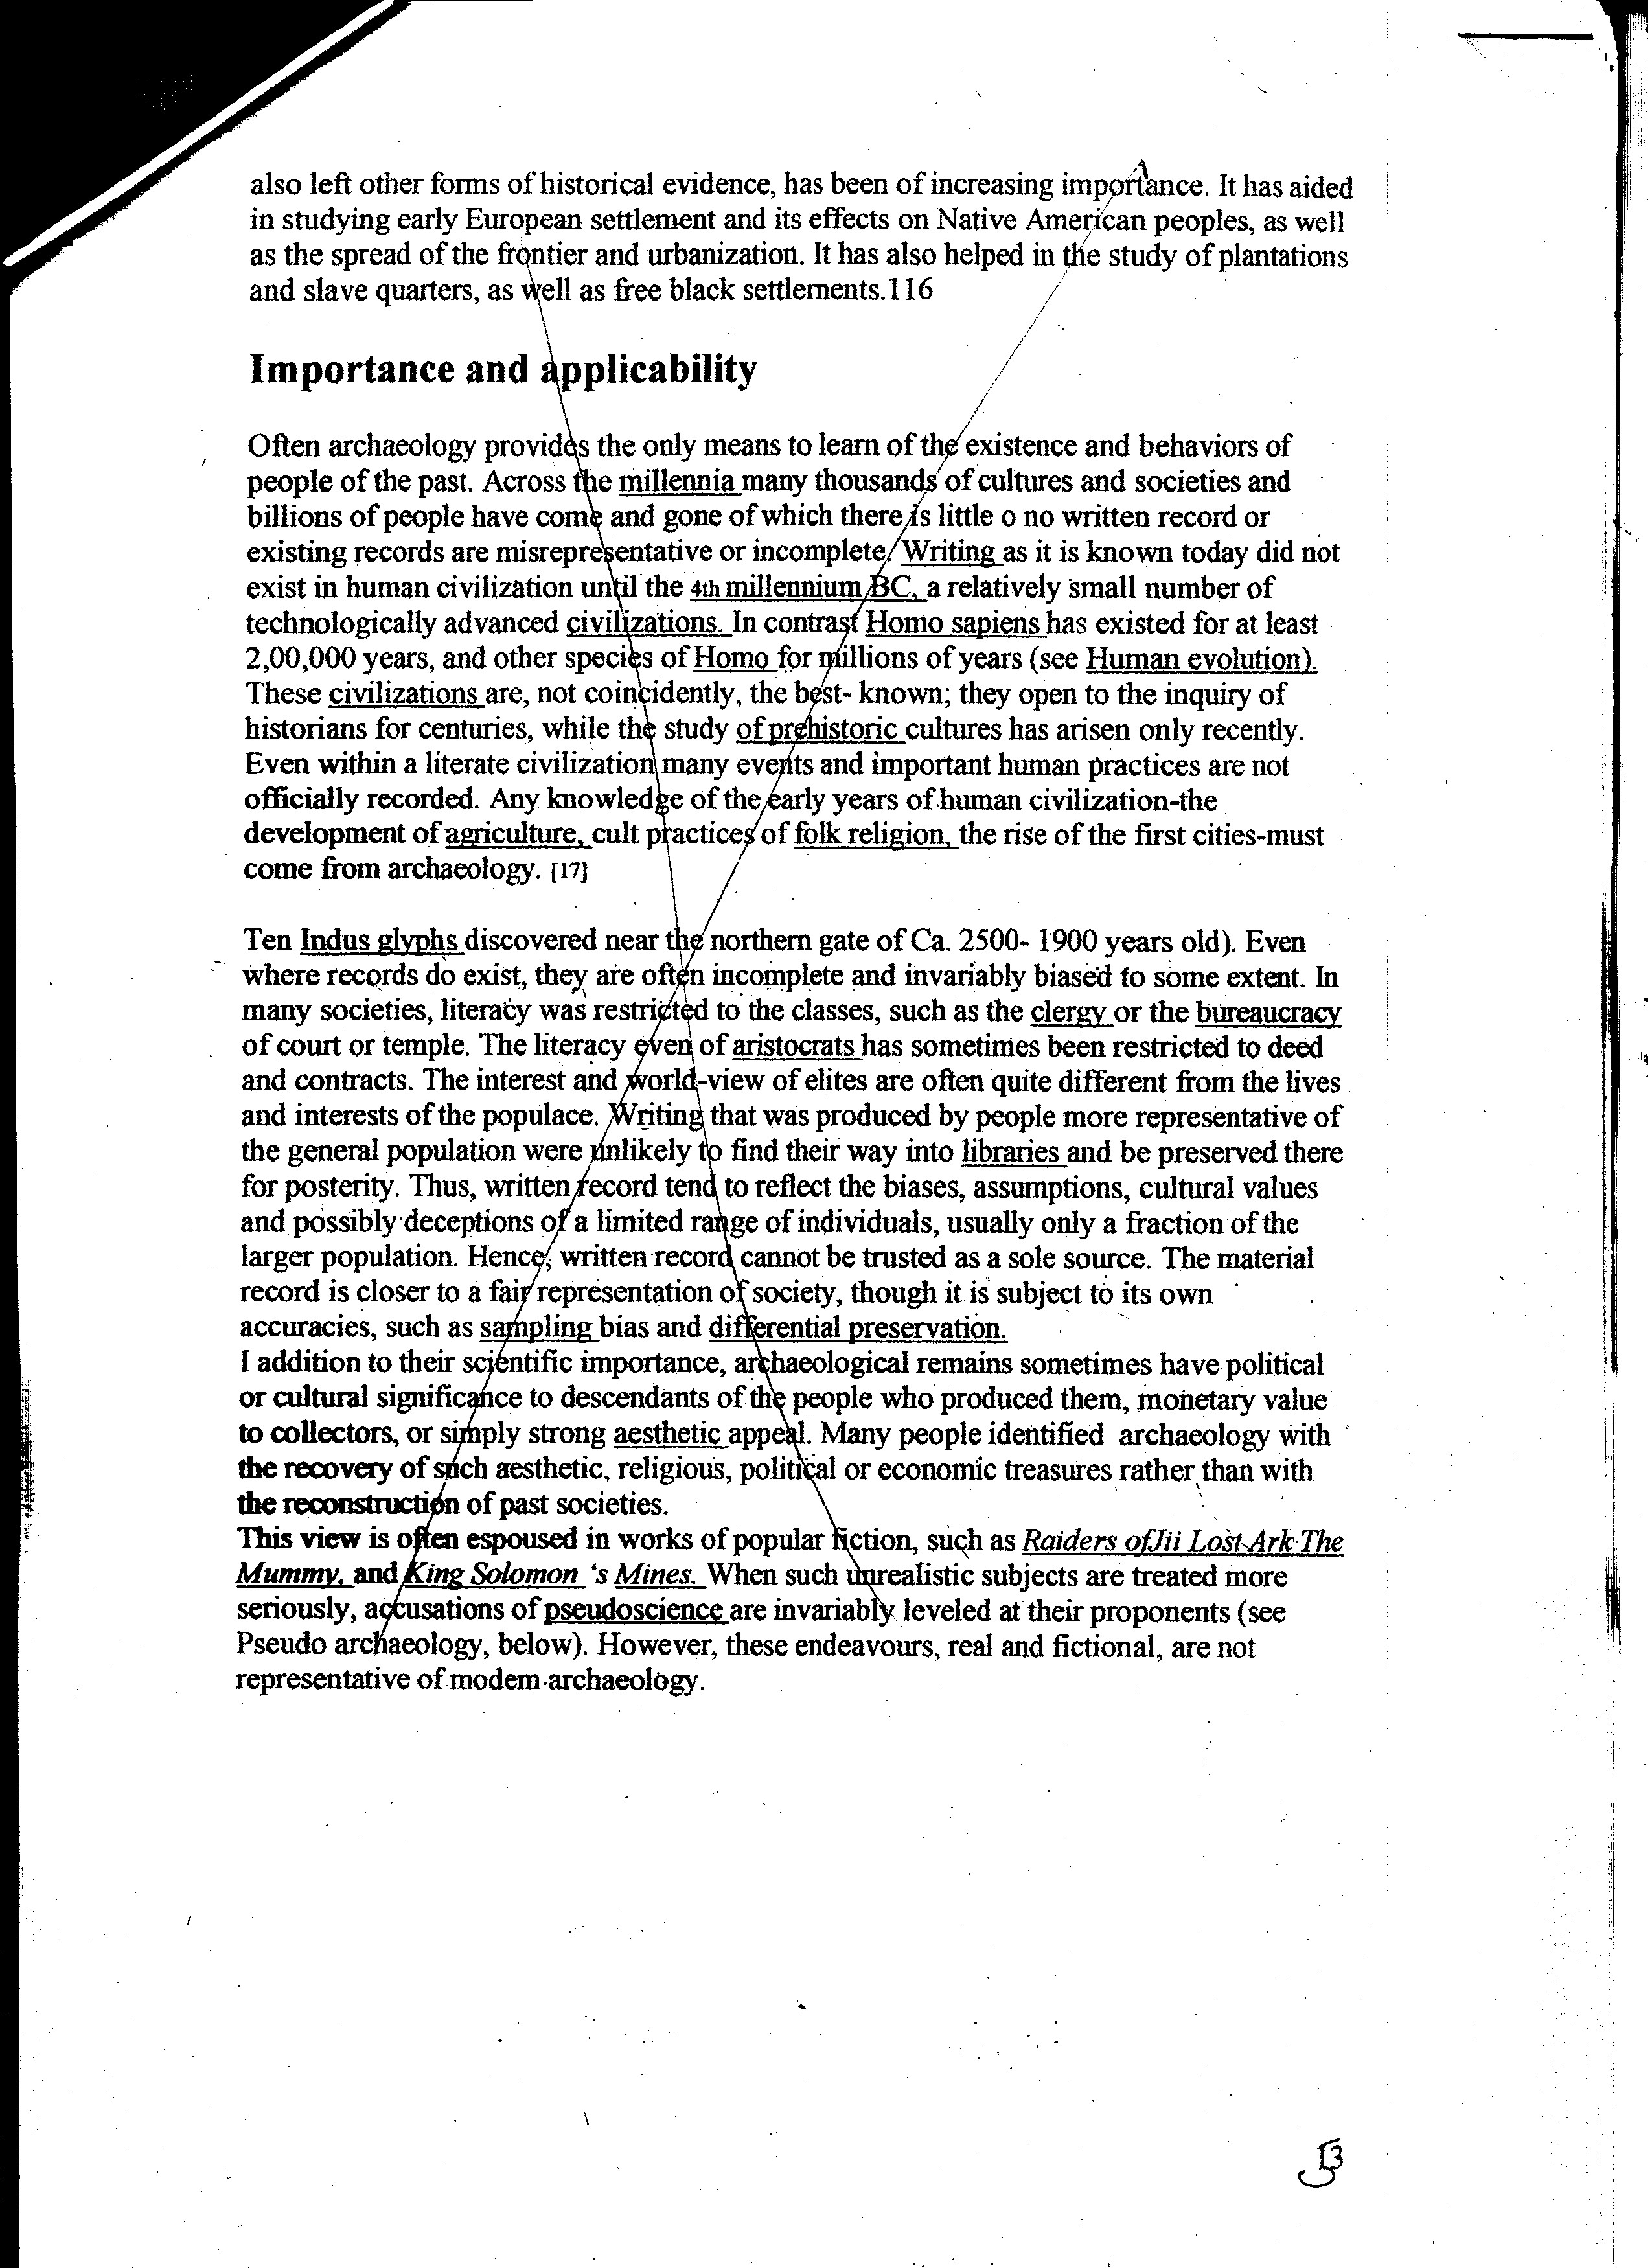 also left other forms of historical evidence, has been of increasing importance. It has aided
in studying early European settlement and its effects on Native American peoples, as well
as the spread of the frontier and urbanization. It has also helped in the study of plantations
and slave quarters, as well as free black settlements.116
Importance and applicability
Often archaeology provides the only means to learn of the existence and behaviors of
people of the past. Across the millennia many thousands of cultures and societies and
billions of people have come and gone of which there is little o no written record or
existing records are misrepresentative or incomplete. Writing as it is known today did not
exist in human civilization until the 4th millennium BC, a relatively small number of
technologically advanced civilizations. In contrast Homo sapiens has existed for at least
2,00,000 years, and other species of Homo for millions of years (see Human evolution).
These civilizations are, not coincidently, the best- known; they open to the inquiry of
historians for centuries, while the study of prehistoric cultures has arisen only recently.
Even within a literate civilization many events and important human practices are not
officially recorded. Any knowledge of the early years of human civilization-the
development of agriculture, cult practices of folk religion, the rise of the first cities-must
come from archaeology. [17]
Ten Indus glyphs discovered near the northern gate of Ca. 2500- 1900 years old). Even
where records do exist, they are often incomplete and invariably biased to some extent. In
many societies, literacy was restricted to the classes, such as the clergy or the bureaucracy
of court or temple. The literacy even of aristocrats has sometimes been restricted to deed
and contracts. The interest and world-view of elites are often quite different from the lives
and interests of the populace. Writing that was produced by people more representative of
the general population were unlikely to find their way into libraries and be preserved there
for posterity. Thus, written record tend to reflect the biases, assumptions, cultural values
and possibly deceptions of a limited range of individuals, usually only a fraction of the
larger population. Hence, written record cannot be trusted as a sole source. The material
record is closer to a fair representation of society, though it is subject to its own
accuracies, such as sampling bias and differential preservation.
I addition to their scientific importance, archaeological remains sometimes have political
or cultural significance to descendants of the people who produced them, monetary value
to collectors, or simply strong aesthetic appeal. Many people identified archaeology with
the recovery of such aesthetic, religious, political or economic treasures rather than with
the reconstruction of past societies.
This view is often espoused in works of popular fiction, such as Raiders ofJii Lost Ark The
Mummy, and King Solomon 's Mines. When such unrealistic subjects are treated more
seriously, accusations of pseudoscience are invariably leveled at their proponents (see
Pseudo archaeology, below). However, these endeavours, real and fictional, are not
representative of modem archaeology.